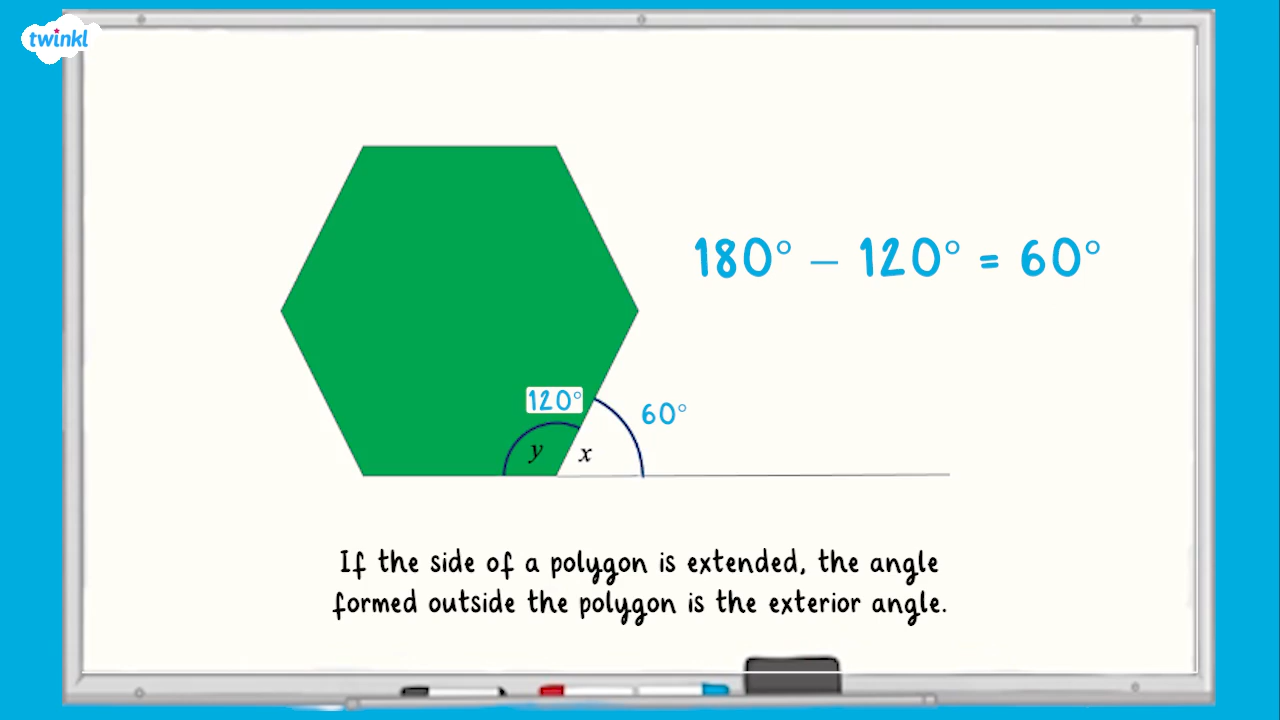 twinkl
180° – 120° = 60°
120°
60°
y
x
If the side of a polygon is extended, the angle
formed outside the polygon is the exterior angle.